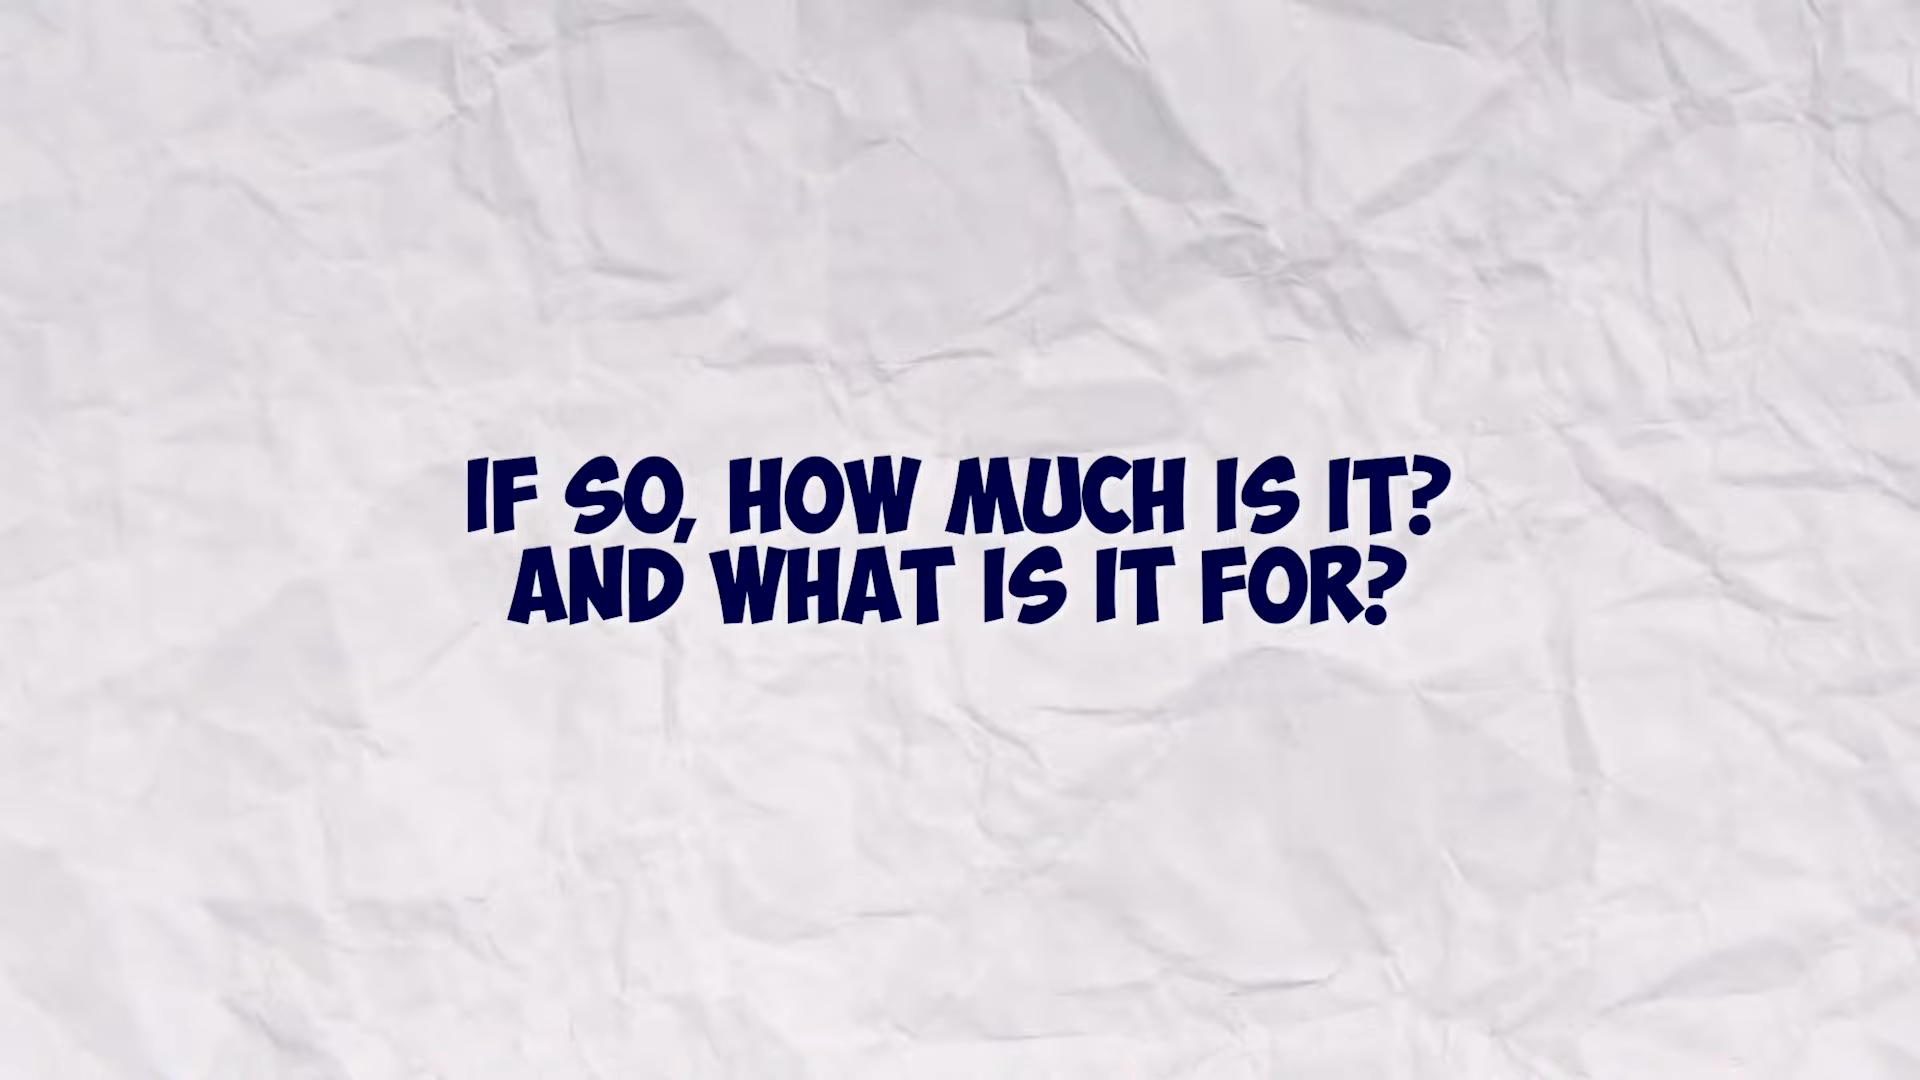 IF SO, HOW MUCH IS IT?
AND WHAT IS IT FOR?